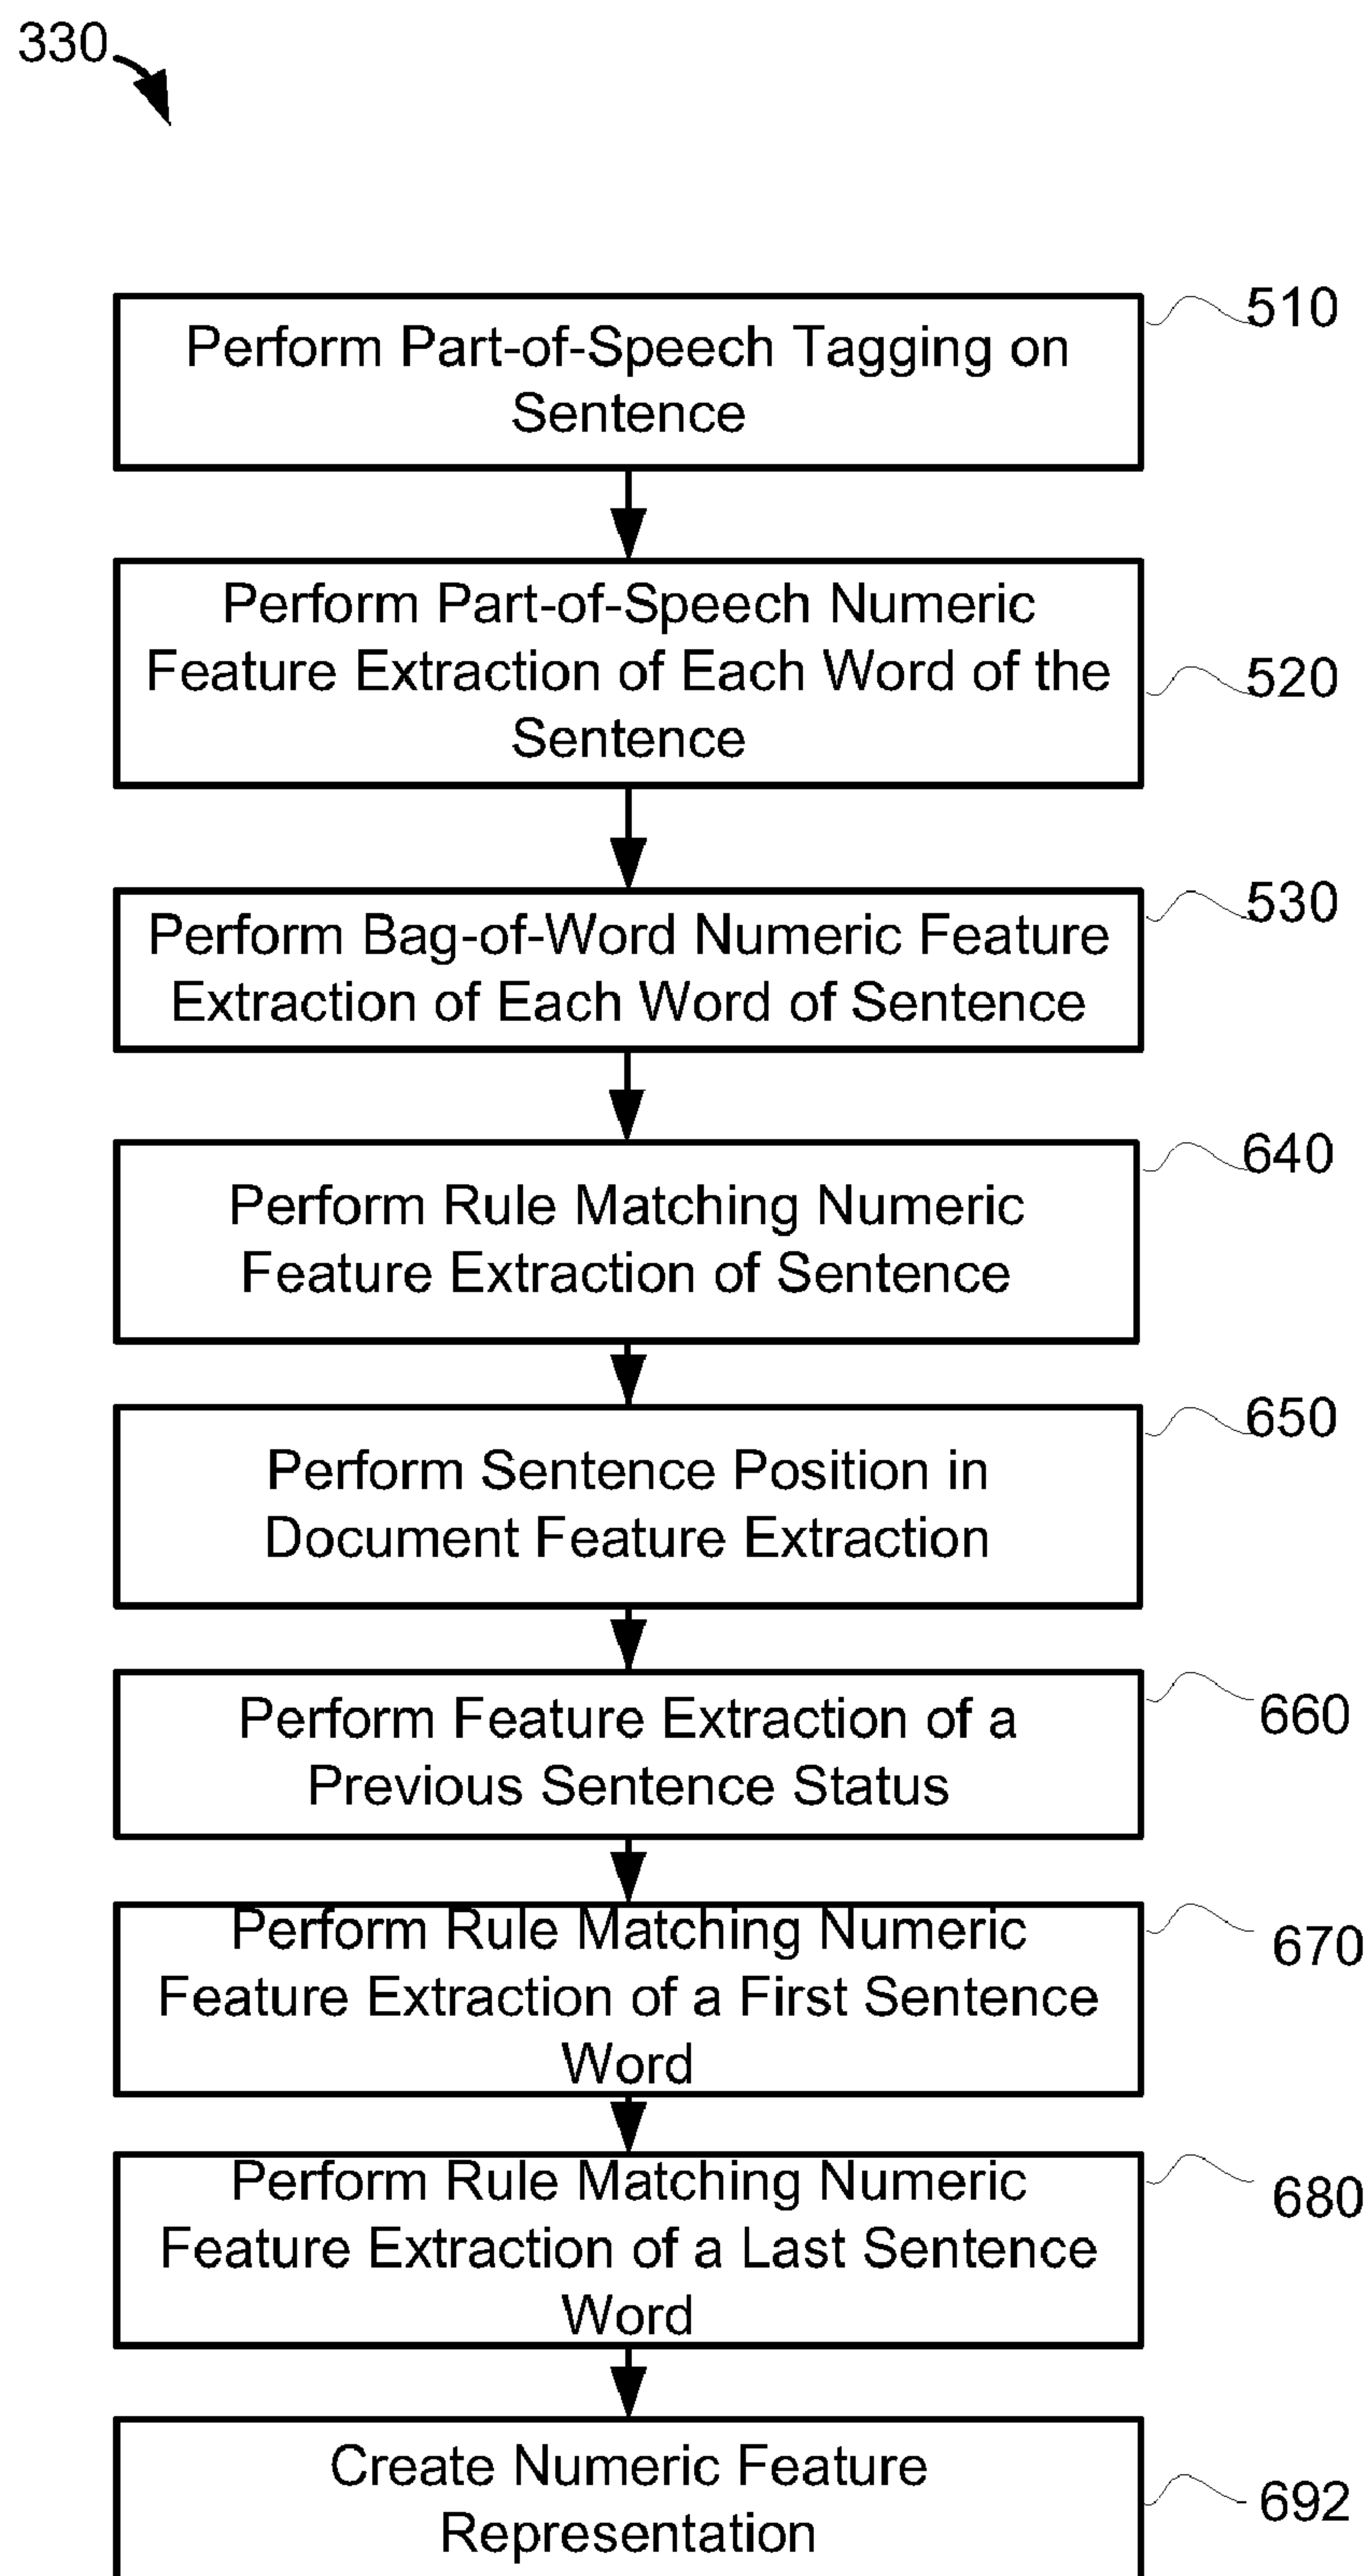 330
510
Perform Part-of-Speech Tagging on
Sentence
Perform Part-of-Speech Numeric
Feature Extraction of Each Word of the
Sentence
520
530
Perform Bag-of-Word Numeric Feature
Extraction of Each Word of Sentence
640
Perform Rule Matching Numeric
Feature Extraction of Sentence
650
Perform Sentence Position in
Document Feature Extraction
660
Perform Feature Extraction of a
Previous Sentence Status
670
Perform Rule Matching Numeric
Feature Extraction of a First Sentence
Word
680
Perform Rule Matching Numeric
Feature Extraction of a Last Sentence
Word
Create Numeric Feature
Representation
692